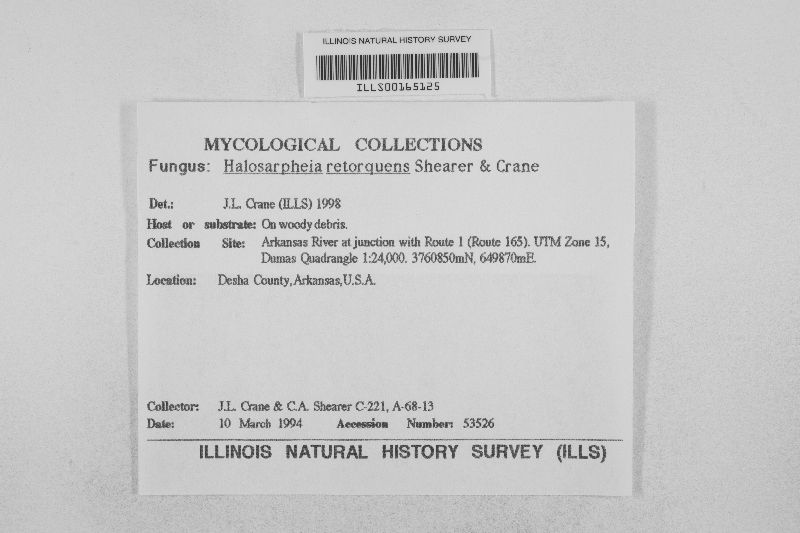 ILLINOIS NATURAL HISTORY SURVEY
ILLS00165125
MYCOLOGICAL COLLECTIONS
Fungus: Halosarpheia retorquens Shearer & Crane
Det.: J.L. Crane (ILLS) 1998
Host or substrate: On woody debris.
Collection Site: Arkansas River at junction with Route 1 (Route 165). UTM Zone 15,
Dumas Quadrangle 1:24,000. 3760850mN, 649870mE.
Location: Desha County, Arkansas, U.S.A.
Collector: J.L. Crane & C.A. Shearer C-221, A-68-13
Date: 10 March 1994 Accession Number: 53526
ILLINOIS NATURAL HISTORY SURVEY (ILLS)